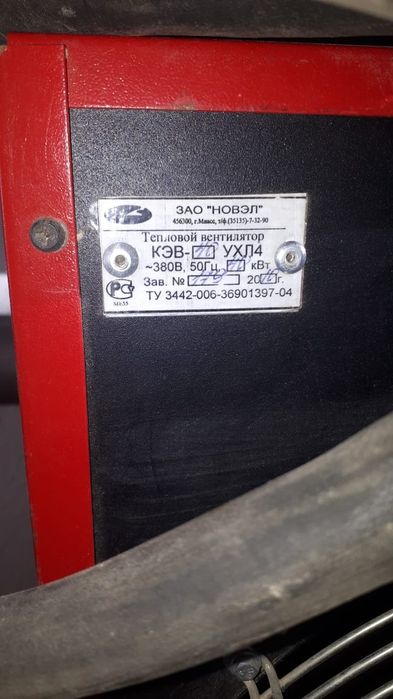 ЗАО "НОВЭЛ"
456300, г.Миасс, т/ф.(35135)-7-32-90
Тепловой вентилятор
КЭВ- УХЛ4
~380В, 50Гц, кВт
Зав. № 20 г.
ТУ 3442-006-36901397-04